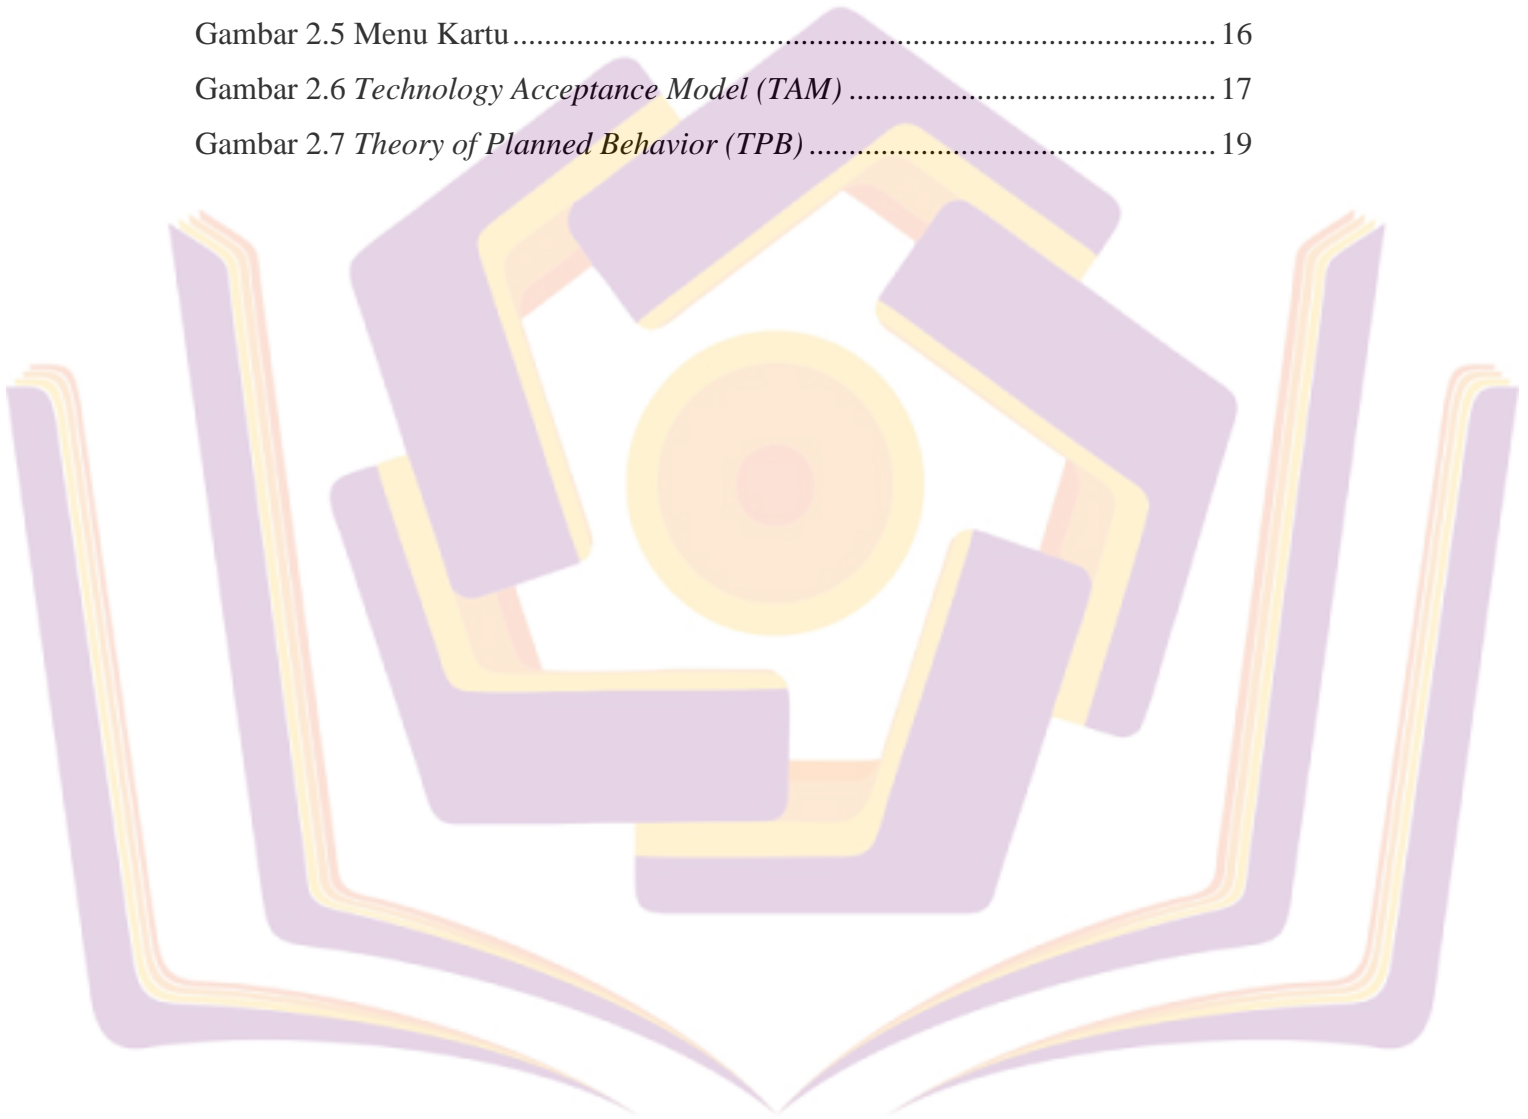 Gambar 2.5 Menu Kartu........................................................................................ 16
Gambar 2.6 Technology Acceptance Model (TAM) .............................................. 17
Gambar 2.7 Theory of Planned Behavior (TPB) ................................................... 19